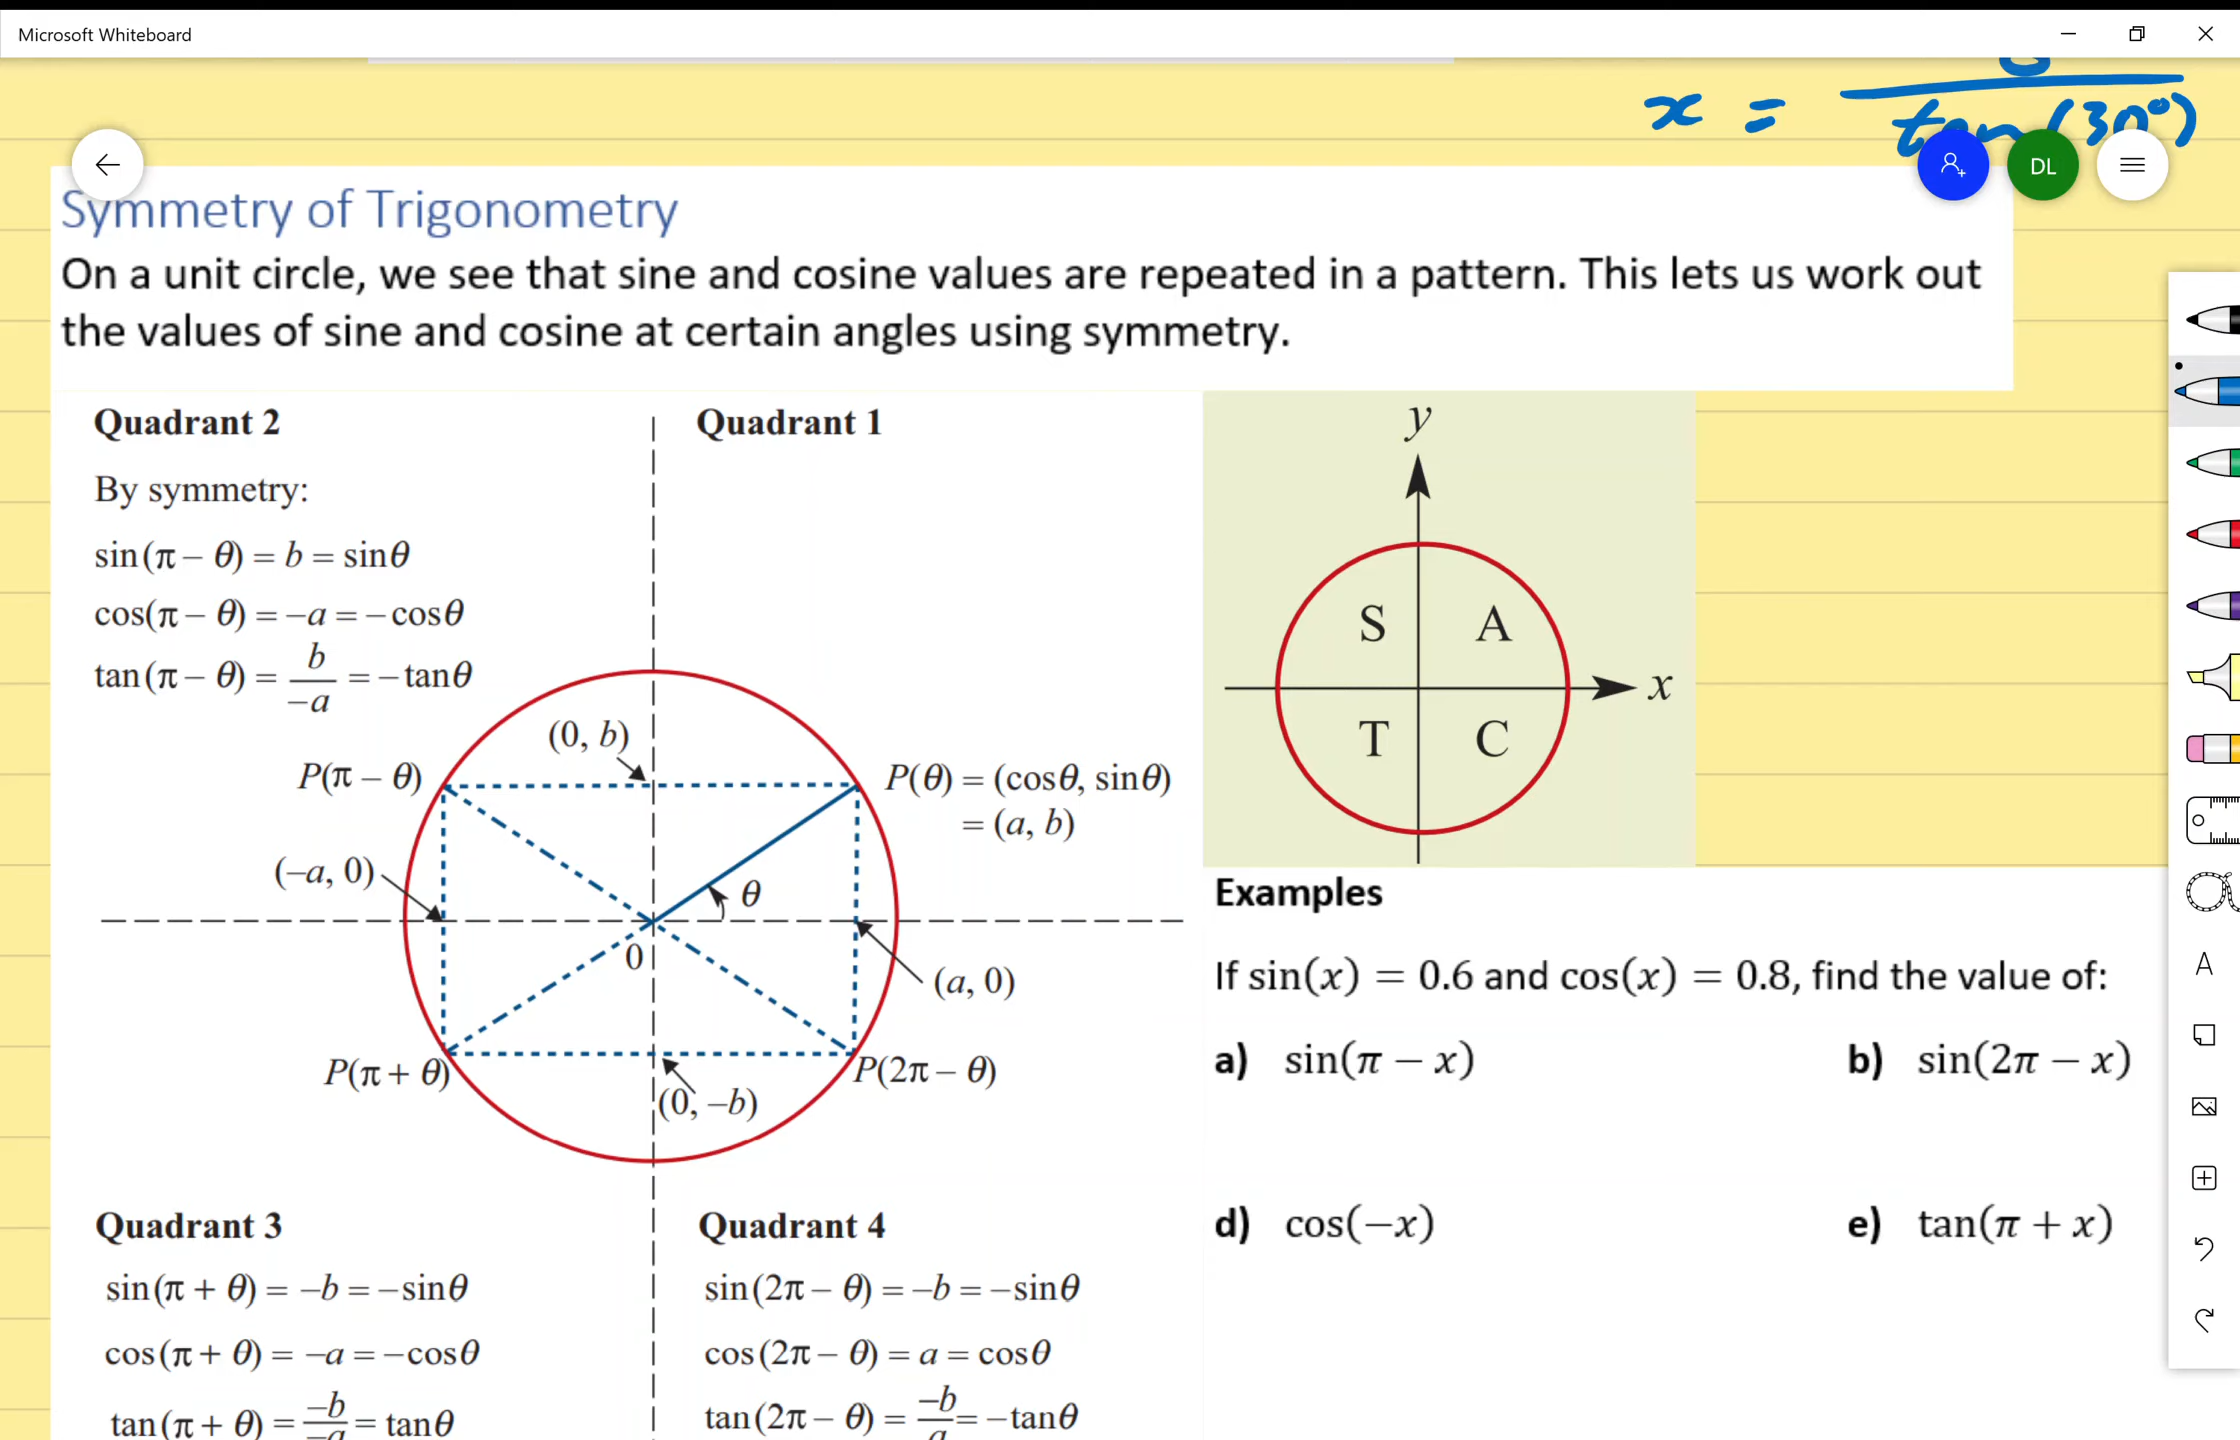 Microsoft Whiteboard
x =
tan(30°)
DL
Symmetry of Trigonometry
On a unit circle, we see that sine and cosine values are repeated in a pattern. This lets us work out
the values of sine and cosine at certain angles using symmetry.
Quadrant 2
By symmetry:
sin(π – θ) = b = sinθ
cos(π – θ) = –a = – cosθ
tan(π – θ) = b/–a = – tanθ
Quadrant 1
(0, b)
P(π – θ)
P(θ) = (cosθ, sinθ)
= (a, b)
(–a, 0)
θ
0
(a, 0)
P(π + θ)
(0, –b)
P(2π – θ)
Quadrant 3
sin(π + θ) = –b = –sinθ
cos(π + θ) = –a = –cosθ
tan(π + θ) = –b/–a = tanθ
Quadrant 4
sin(2π – θ) = –b = –sinθ
cos(2π – θ) = a = cosθ
tan(2π – θ) = –b/a = –tanθ
y
S A
x
T C
Examples
If sin(x) = 0.6 and cos(x) = 0.8, find the value of:
a) sin(π − x)
b) sin(2π − x)
d) cos(−x)
e) tan(π + x)